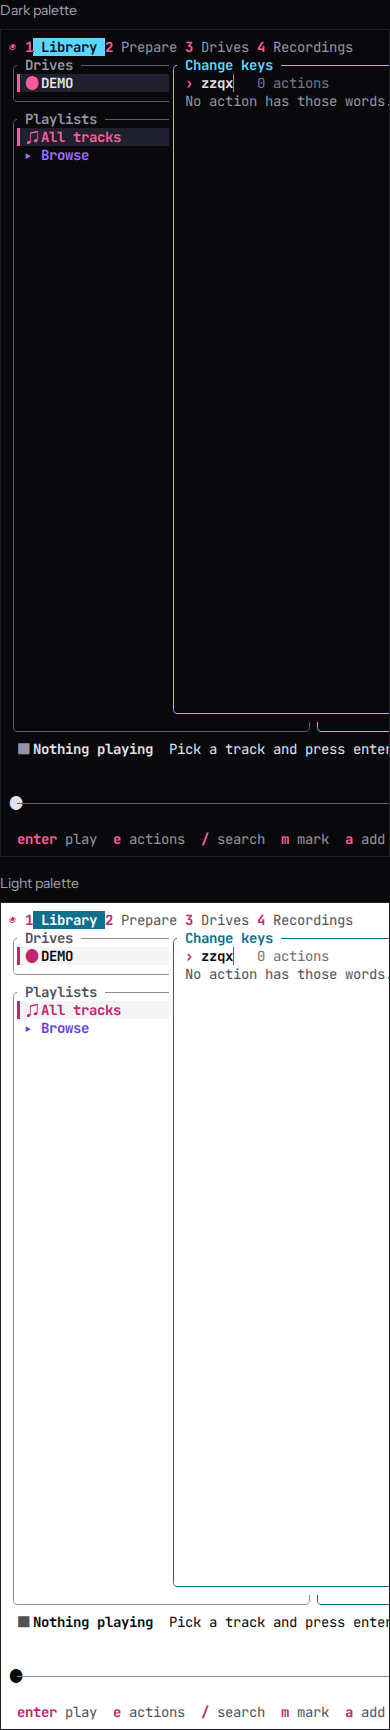 Dark palette
1 Library 2 Prepare 3 Drives 4 Recordings
Drives
DEMO
Playlists
All tracks
Browse
Change keys
› zzqx 0 actions
No action has those words.
Nothing playing Pick a track and press enter
enter play e actions / search m mark a add
Light palette
1 Library 2 Prepare 3 Drives 4 Recordings
Drives
DEMO
Playlists
All tracks
Browse
Change keys
› zzqx 0 actions
No action has those words.
Nothing playing Pick a track and press enter
enter play e actions / search m mark a add